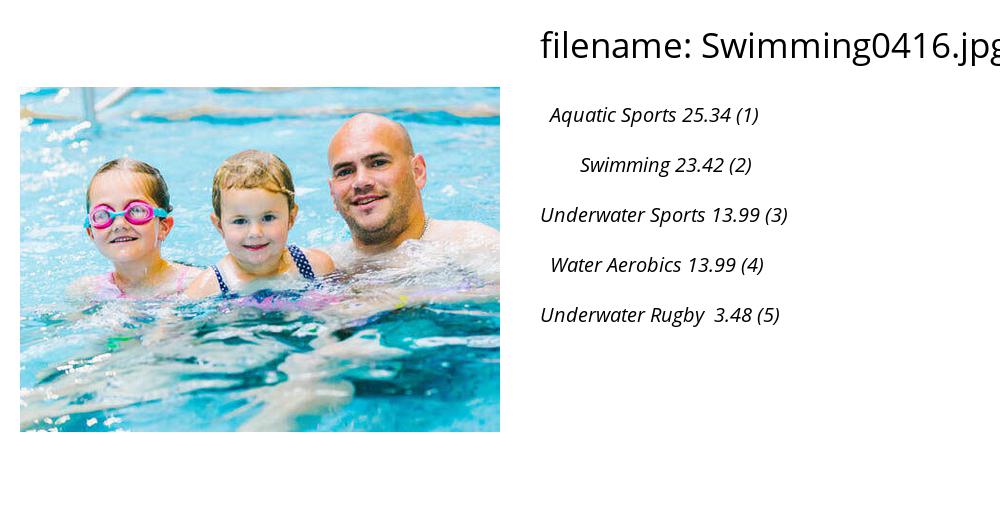 filename: Swimming0416.jpg
Aquatic Sports 25.34 (1)
Swimming 23.42 (2)
Underwater Sports 13.99 (3)
Water Aerobics 13.99 (4)
Underwater Rugby 3.48 (5)